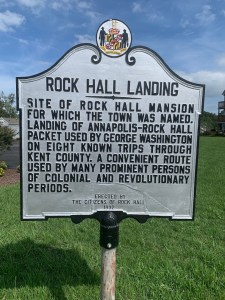 ROCK HALL LANDING
SITE OF ROCK HALL MANSION
FOR WHICH THE TOWN WAS NAMED.
LANDING OF ANNAPOLIS-ROCK HALL
PACKET USED BY GEORGE WASHINGTON
ON EIGHT KNOWN TRIPS THROUGH
KENT COUNTY. A CONVENIENT ROUTE
USED BY MANY PROMINENT PERSONS
OF COLONIAL AND REVOLUTIONARY
PERIODS.
ERECTED BY
THE CITIZENS OF ROCK HALL